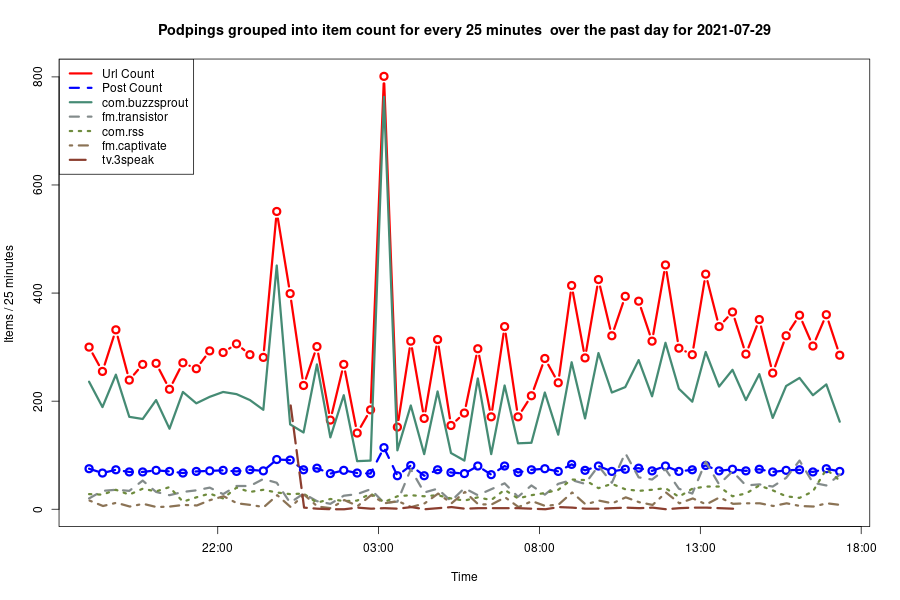 Podpings grouped into item count for every 25 minutes  over the past day for 2021-07-29
Url Count
Post Count
com.buzzsprout
fm.transistor
com.rss
fm.captivate
tv.3speak
800
600
400
200
0
Items / 25 minutes
22:00 03:00 08:00 13:00 18:00
Time